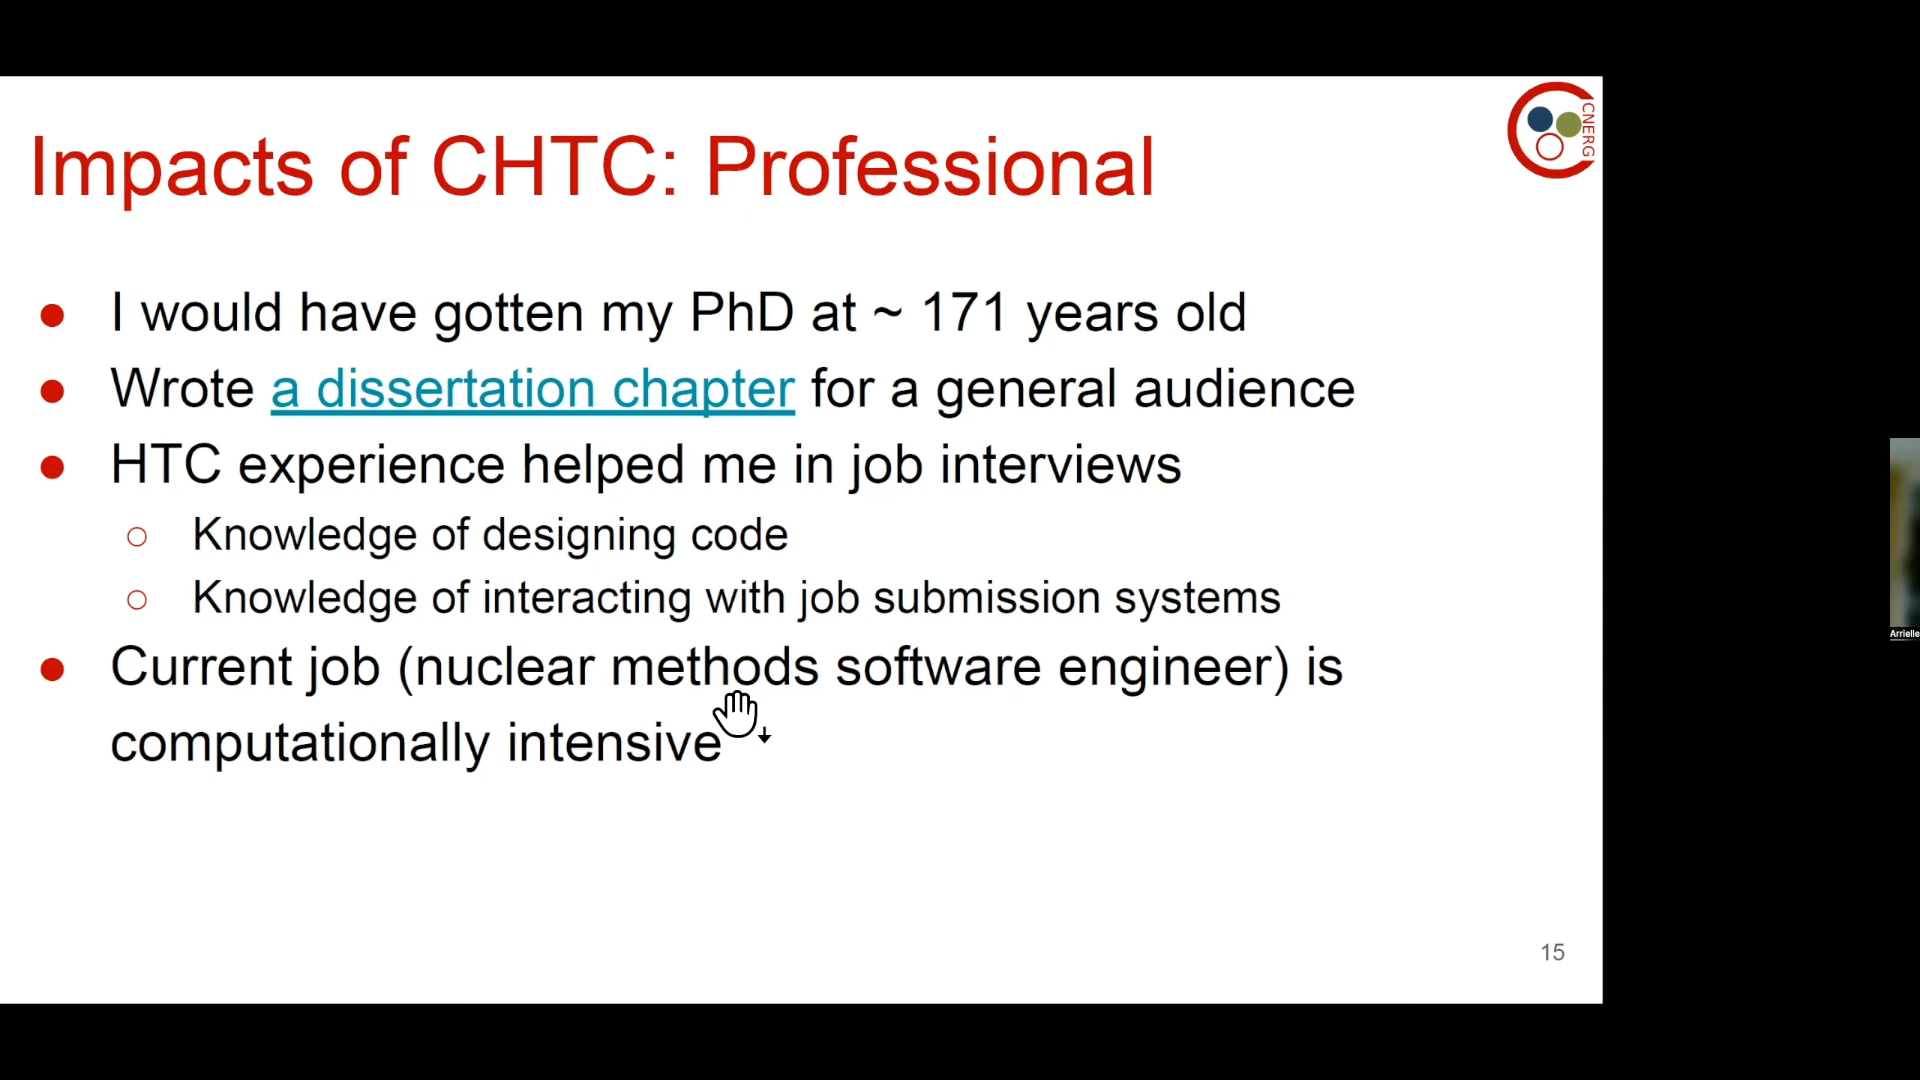 CNERG
Impacts of CHTC: Professional
● I would have gotten my PhD at ~ 171 years old
● Wrote a dissertation chapter for a general audience
● HTC experience helped me in job interviews
○ Knowledge of designing code
○ Knowledge of interacting with job submission systems
● Current job (nuclear methods software engineer) is
computationally intensive
Arrielle
15